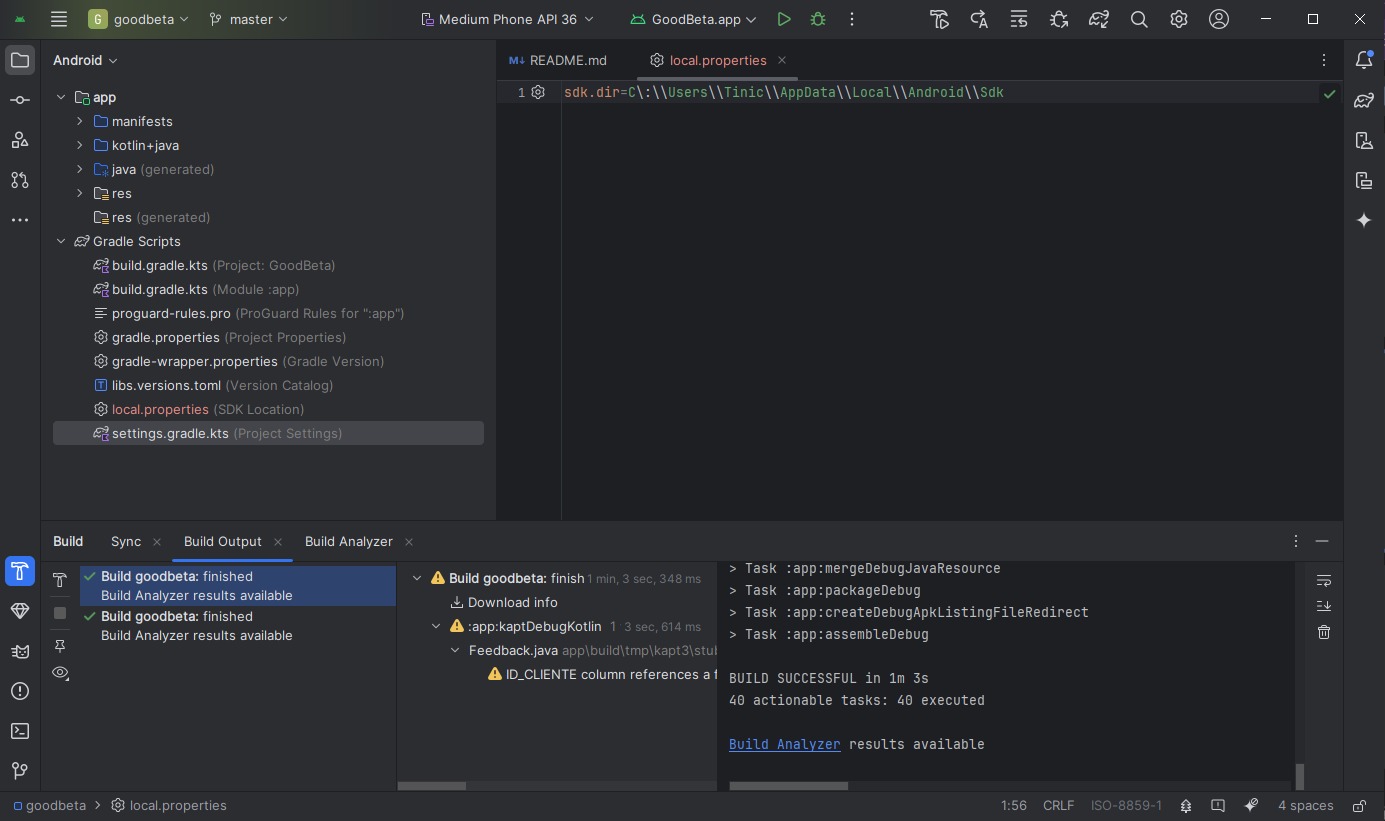 G goodbeta master Medium Phone API 36 GoodBeta.app
Android
app
manifests
kotlin+java
java (generated)
res
res (generated)
Gradle Scripts
build.gradle.kts (Project: GoodBeta)
build.gradle.kts (Module :app)
proguard-rules.pro (ProGuard Rules for ":app")
gradle.properties (Project Properties)
gradle-wrapper.properties (Gradle Version)
libs.versions.toml (Version Catalog)
local.properties (SDK Location)
settings.gradle.kts (Project Settings)
M↓ README.md local.properties
1 sdk.dir=C\:\\Users\\Tinic\\AppData\\Local\\Android\\Sdk
Build Sync Build Output Build Analyzer
Build goodbeta: finished
Build Analyzer results available
Build goodbeta: finished
Build Analyzer results available
Build goodbeta: finish 1 min, 3 sec, 348 ms
Download info
:app:kaptDebugKotlin 1 3 sec, 614 ms
Feedback.java app\build\tmp\kapt3\stub
ID_CLIENTE column references a f
> Task :app:mergeDebugJavaResource
> Task :app:packageDebug
> Task :app:createDebugApkListingFileRedirect
> Task :app:assembleDebug
BUILD SUCCESSFUL in 1m 3s
40 actionable tasks: 40 executed
Build Analyzer results available
goodbeta > local.properties 1:56 CRLF ISO-8859-1 4 spaces